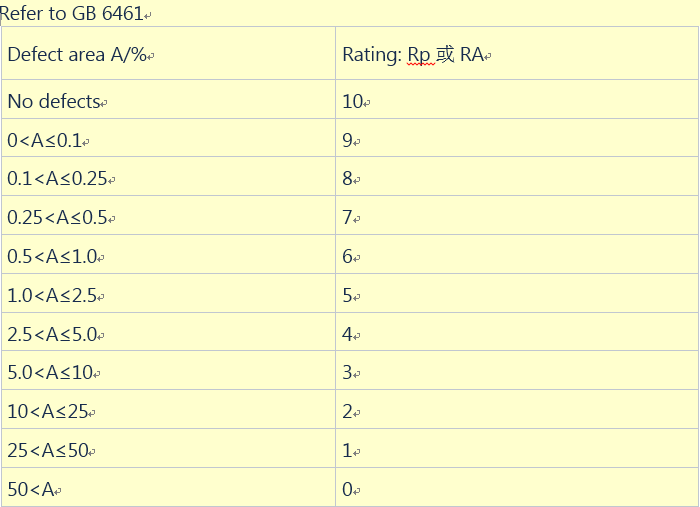 Refer to GB 6461
Defect area A/% Rating: Rp 或 RA
No defects 10
0<A≤0.1 9
0.1<A≤0.25 8
0.25<A≤0.5 7
0.5<A≤1.0 6
1.0<A≤2.5 5
2.5<A≤5.0 4
5.0<A≤10 3
10<A≤25 2
25<A≤50 1
50<A 0